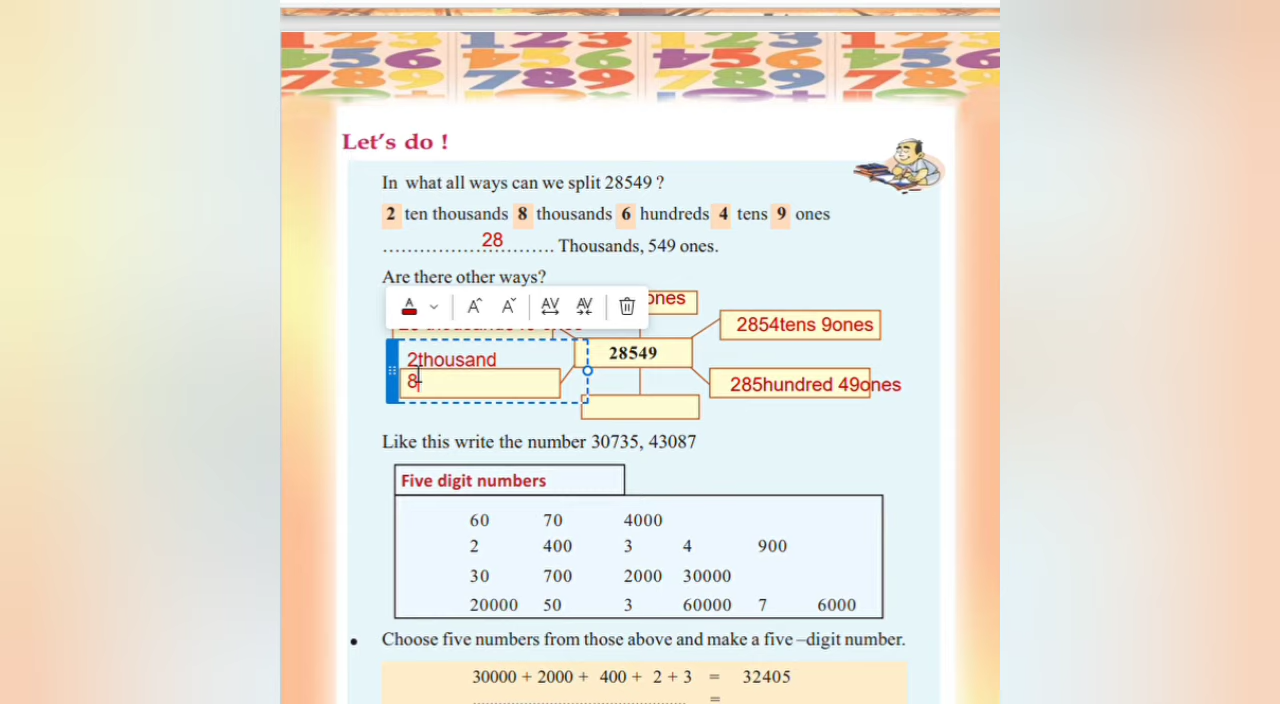 Let's do !
In what all ways can we split 28549 ?
2 ten thousands 8 thousands 6 hundreds 4 tens 9 ones
28 Thousands, 549 ones.
Are there other ways?
ones
2854tens 9ones
2thousand
28549
8
285hundred 49ones
Like this write the number 30735, 43087
Five digit numbers
60 70 4000
2 400 3 4 900
30 700 2000 30000
20000 50 3 60000 7 6000
• Choose five numbers from those above and make a five –digit number.
30000 + 2000 + 400 + 2 + 3 = 32405
=